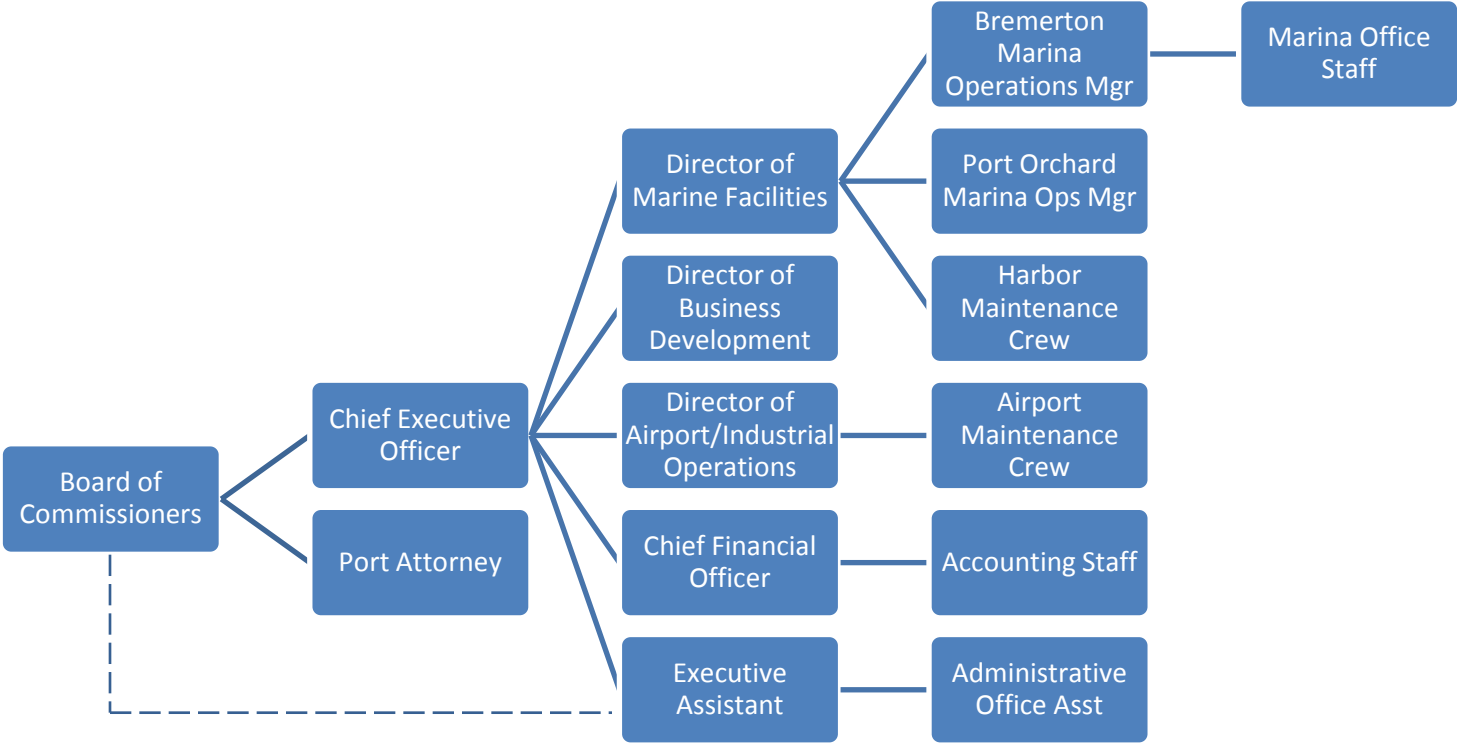 Board of
Commissioners
Chief Executive
Officer
Port Attorney
Director of
Marine Facilities
Director of
Business
Development
Director of
Airport/Industrial
Operations
Chief Financial
Officer
Executive
Assistant
Bremerton
Marina
Operations Mgr
Port Orchard
Marina Ops Mgr
Harbor
Maintenance
Crew
Airport
Maintenance
Crew
Accounting Staff
Administrative
Office Asst
Marina Office
Staff